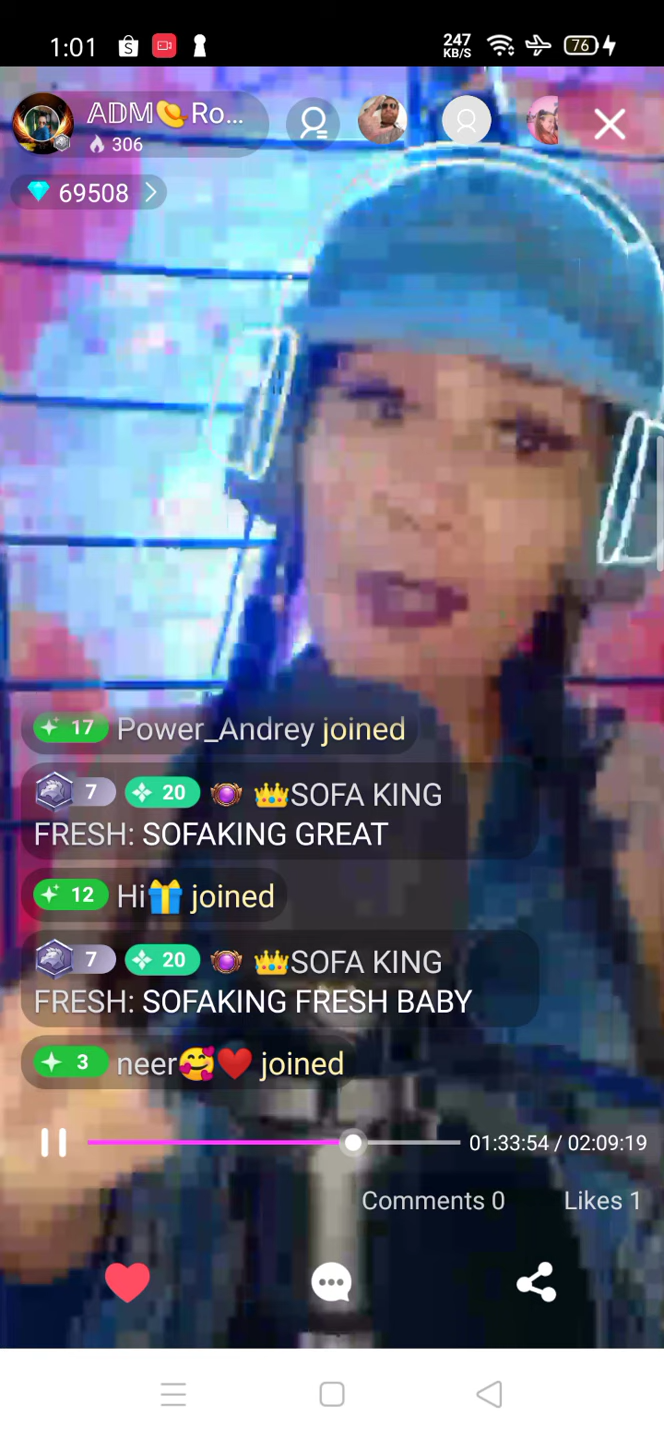 1:01
247
KB/S
76
𝔸𝔻𝕄👒Ro...
306
69508
17 Power_Andrey joined
7 20 👑SOFA KING
FRESH: SOFAKING GREAT
12 Hi🎁 joined
7 20 👑SOFA KING
FRESH: SOFAKING FRESH BABY
3 neer🥰❤️ joined
01:33:54 / 02:09:19
Comments 0 Likes 1